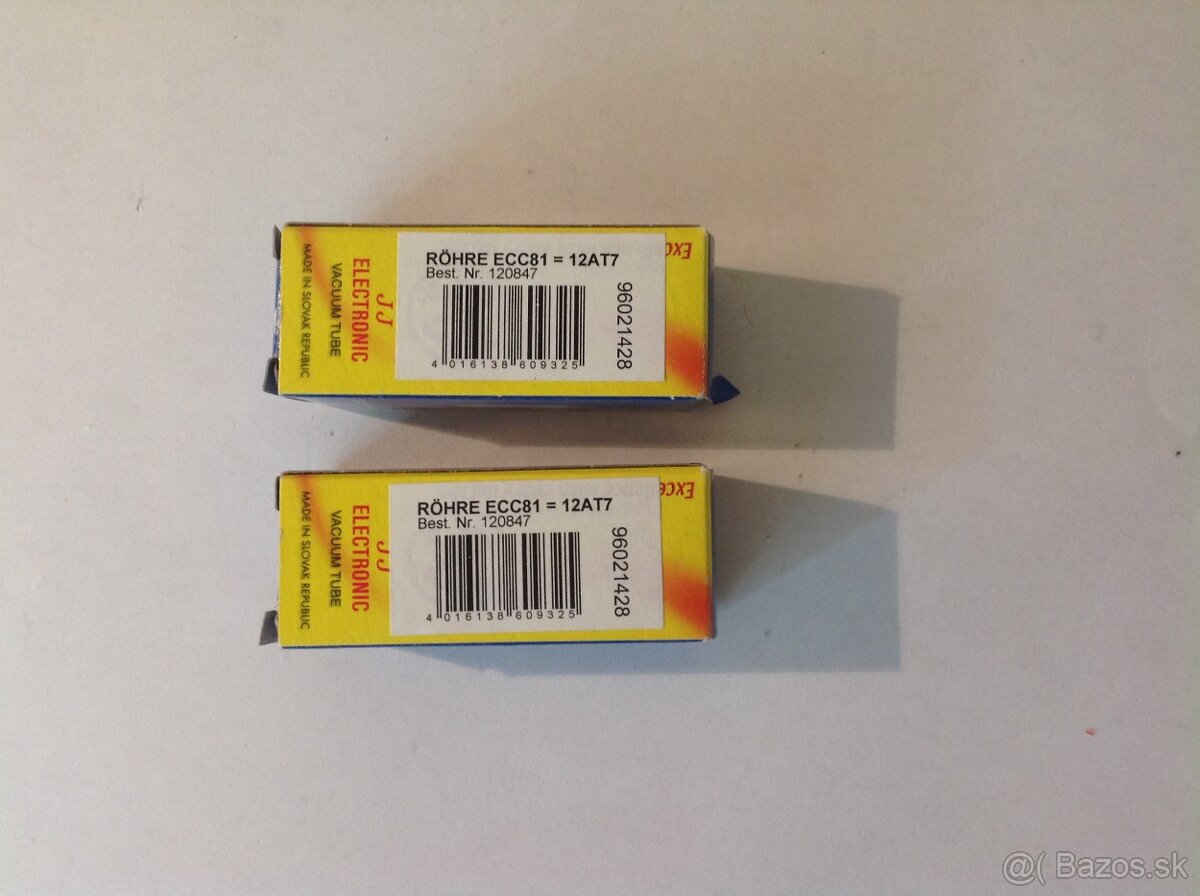 MADE IN SLOVAK REPUBLIC
VACUUM TUBE
ELECTRONIC
JJ
RÖHRE ECC81 = 12AT7
Best. Nr. 120847
4 016138 609325
96021428
MADE IN SLOVAK REPUBLIC
VACUUM TUBE
ELECTRONIC
JJ
RÖHRE ECC81 = 12AT7
Best. Nr. 120847
4 016138 609325
96021428
@( Bazos.sk